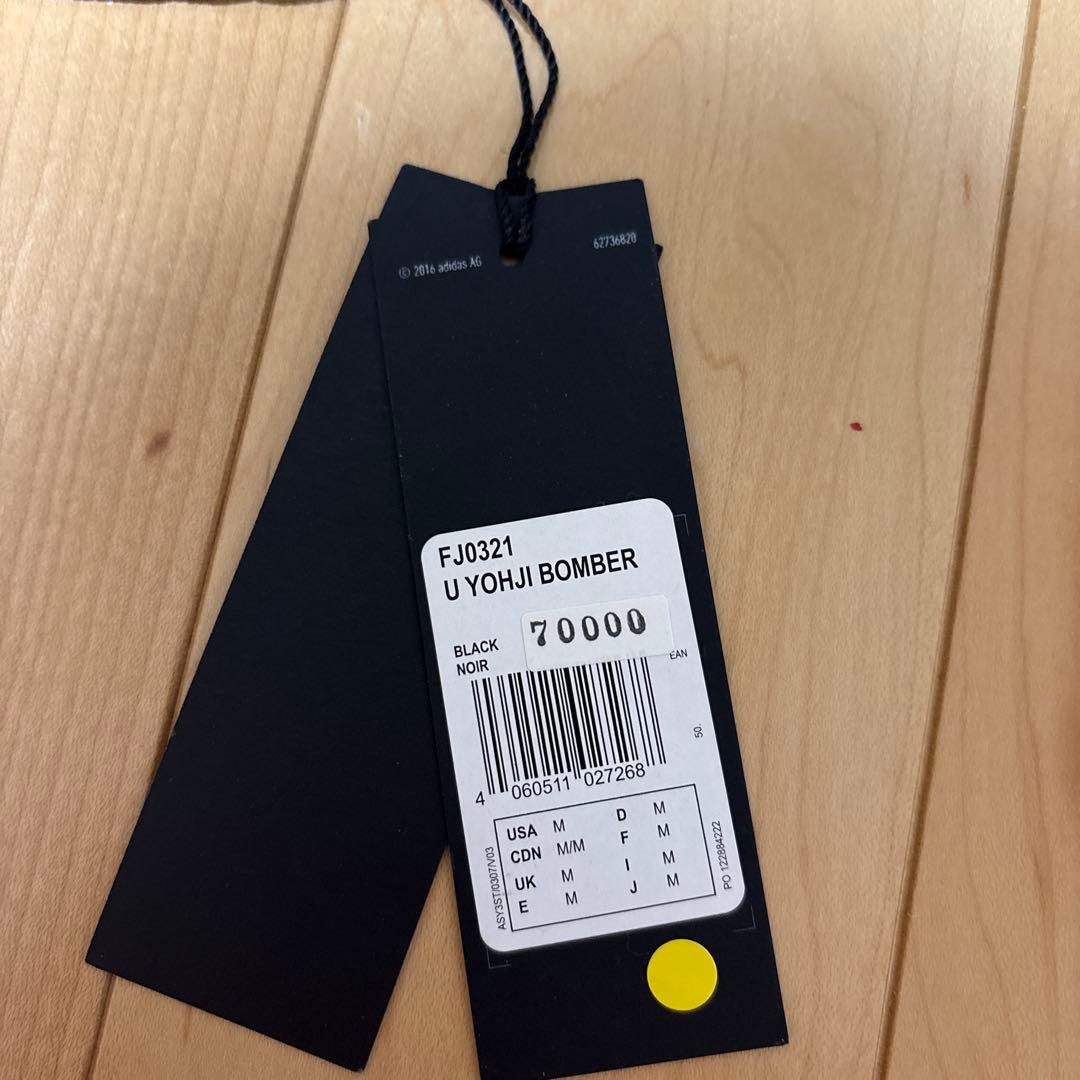 © 2016 adidas AG
62736820
FJ0321
U YOHJI BOMBER
70000
BLACK
NOIR
EAN
50.
4 060511 027268
USA M D M
CDN M/M F M
UK M I M
E M J M
ASY3ST/0307/V03
PO 122884222